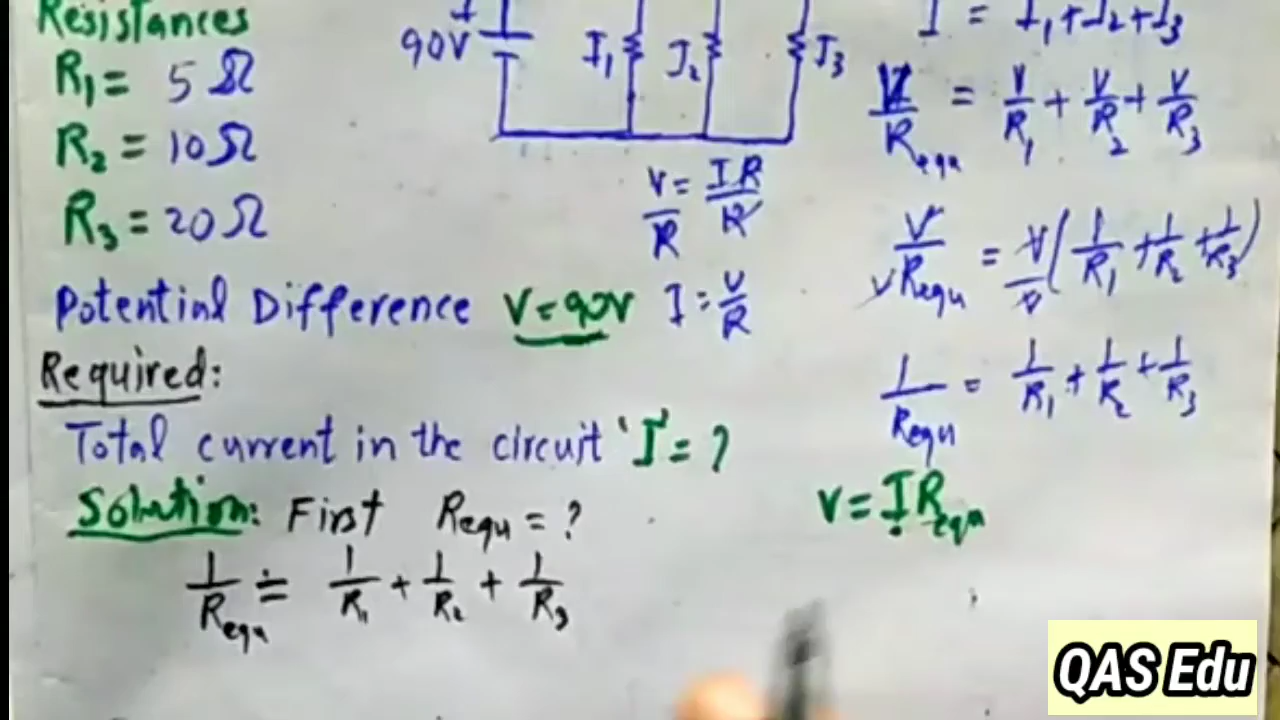 Resistances
R₁ = 5 Ω
R₂ = 10 Ω
R₃ = 20 Ω
Potential Difference V = 90V
Required:
Total current in the circuit 'I' = ?
Solution: First Requ = ?
1/Requ = 1/R₁ + 1/R₂ + 1/R₃
+
90V I₁ I₂ I₃
V/R = IR/R
I = V/R
I = I₁ + I₂ + I₃
V/Requ = V/R₁ + V/R₂ + V/R₃
V/VRequ = V/V(1/R₁ + 1/R₂ + 1/R₃)
1/Requ = 1/R₁ + 1/R₂ + 1/R₃
V = IRequ
QAS Edu